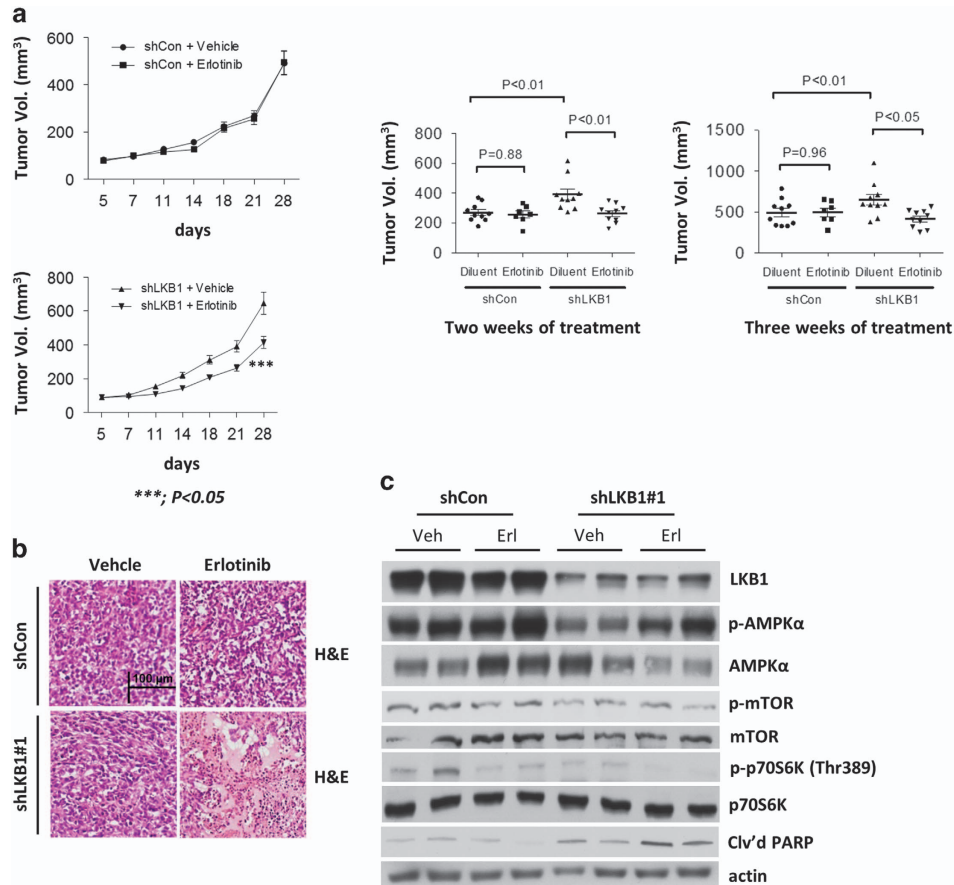 a
600
400
200
0
Tumor Vol. (mm³)
shCon + Vehicle
shCon + Erlotinib
5 7 11 14 18 21 28
days
800
600
400
200
0
Tumor Vol. (mm³)
shLKB1 + Vehicle
shLKB1 + Erlotinib
***
5 7 11 14 18 21 28
days
***; P<0.05
P<0.01
P<0.01
P=0.88
800
600
400
200
0
Tumor Vol. (mm³)
Diluent Erlotinib Diluent Erlotinib
shCon shLKB1
Two weeks of treatment
P<0.01
P<0.05
P=0.96
1500
1000
500
0
Tumor Vol. (mm³)
Diluent Erlotinib Diluent Erlotinib
shCon shLKB1
Three weeks of treatment
b
Vehcle Erlotinib
shCon
100 μm
H&E
shLKB1#1
H&E
c
shCon shLKB1#1
Veh Erl Veh Erl
LKB1
p-AMPKα
AMPKα
p-mTOR
mTOR
p-p70S6K (Thr389)
p70S6K
Clv'd PARP
actin